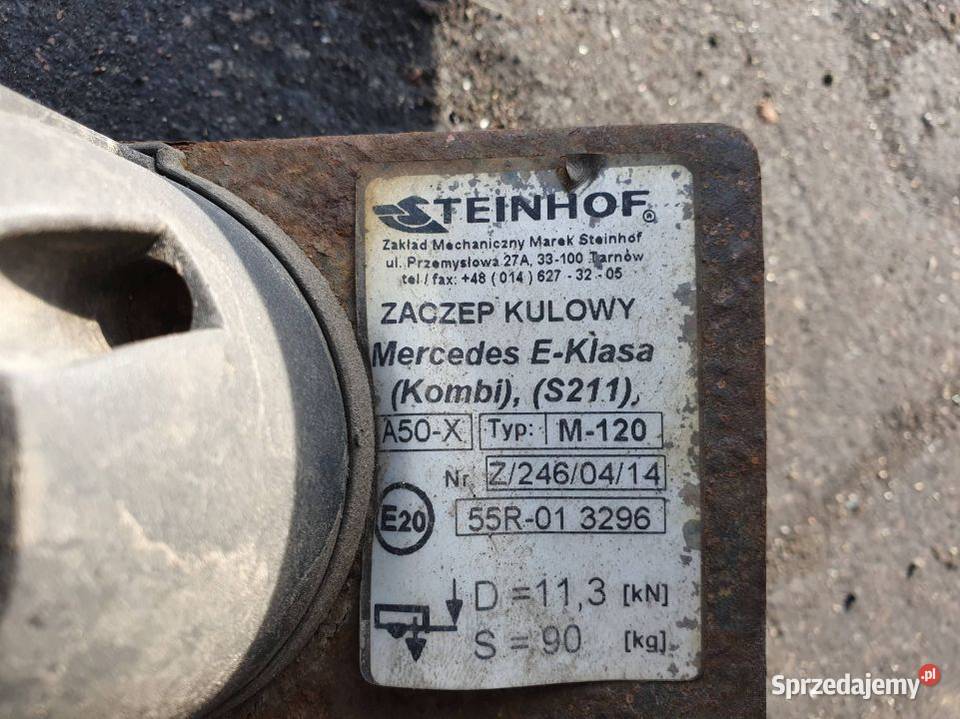 STEINHOF®
Zakład Mechaniczny Marek Steinhof
ul. Przemysłowa 27A, 33-100 Tarnów
tel / fax: +48 ( 014 ) 627 - 32 - 05
ZACZEP KULOWY
Mercedes E-Klasa
(Kombi), (S211),
A50-X Typ: M-120
Nr Z/246/04/14
E20 55R-01 3296
D =11,3 [kN]
S = 90 [kg]
Sprzedajemy.pl